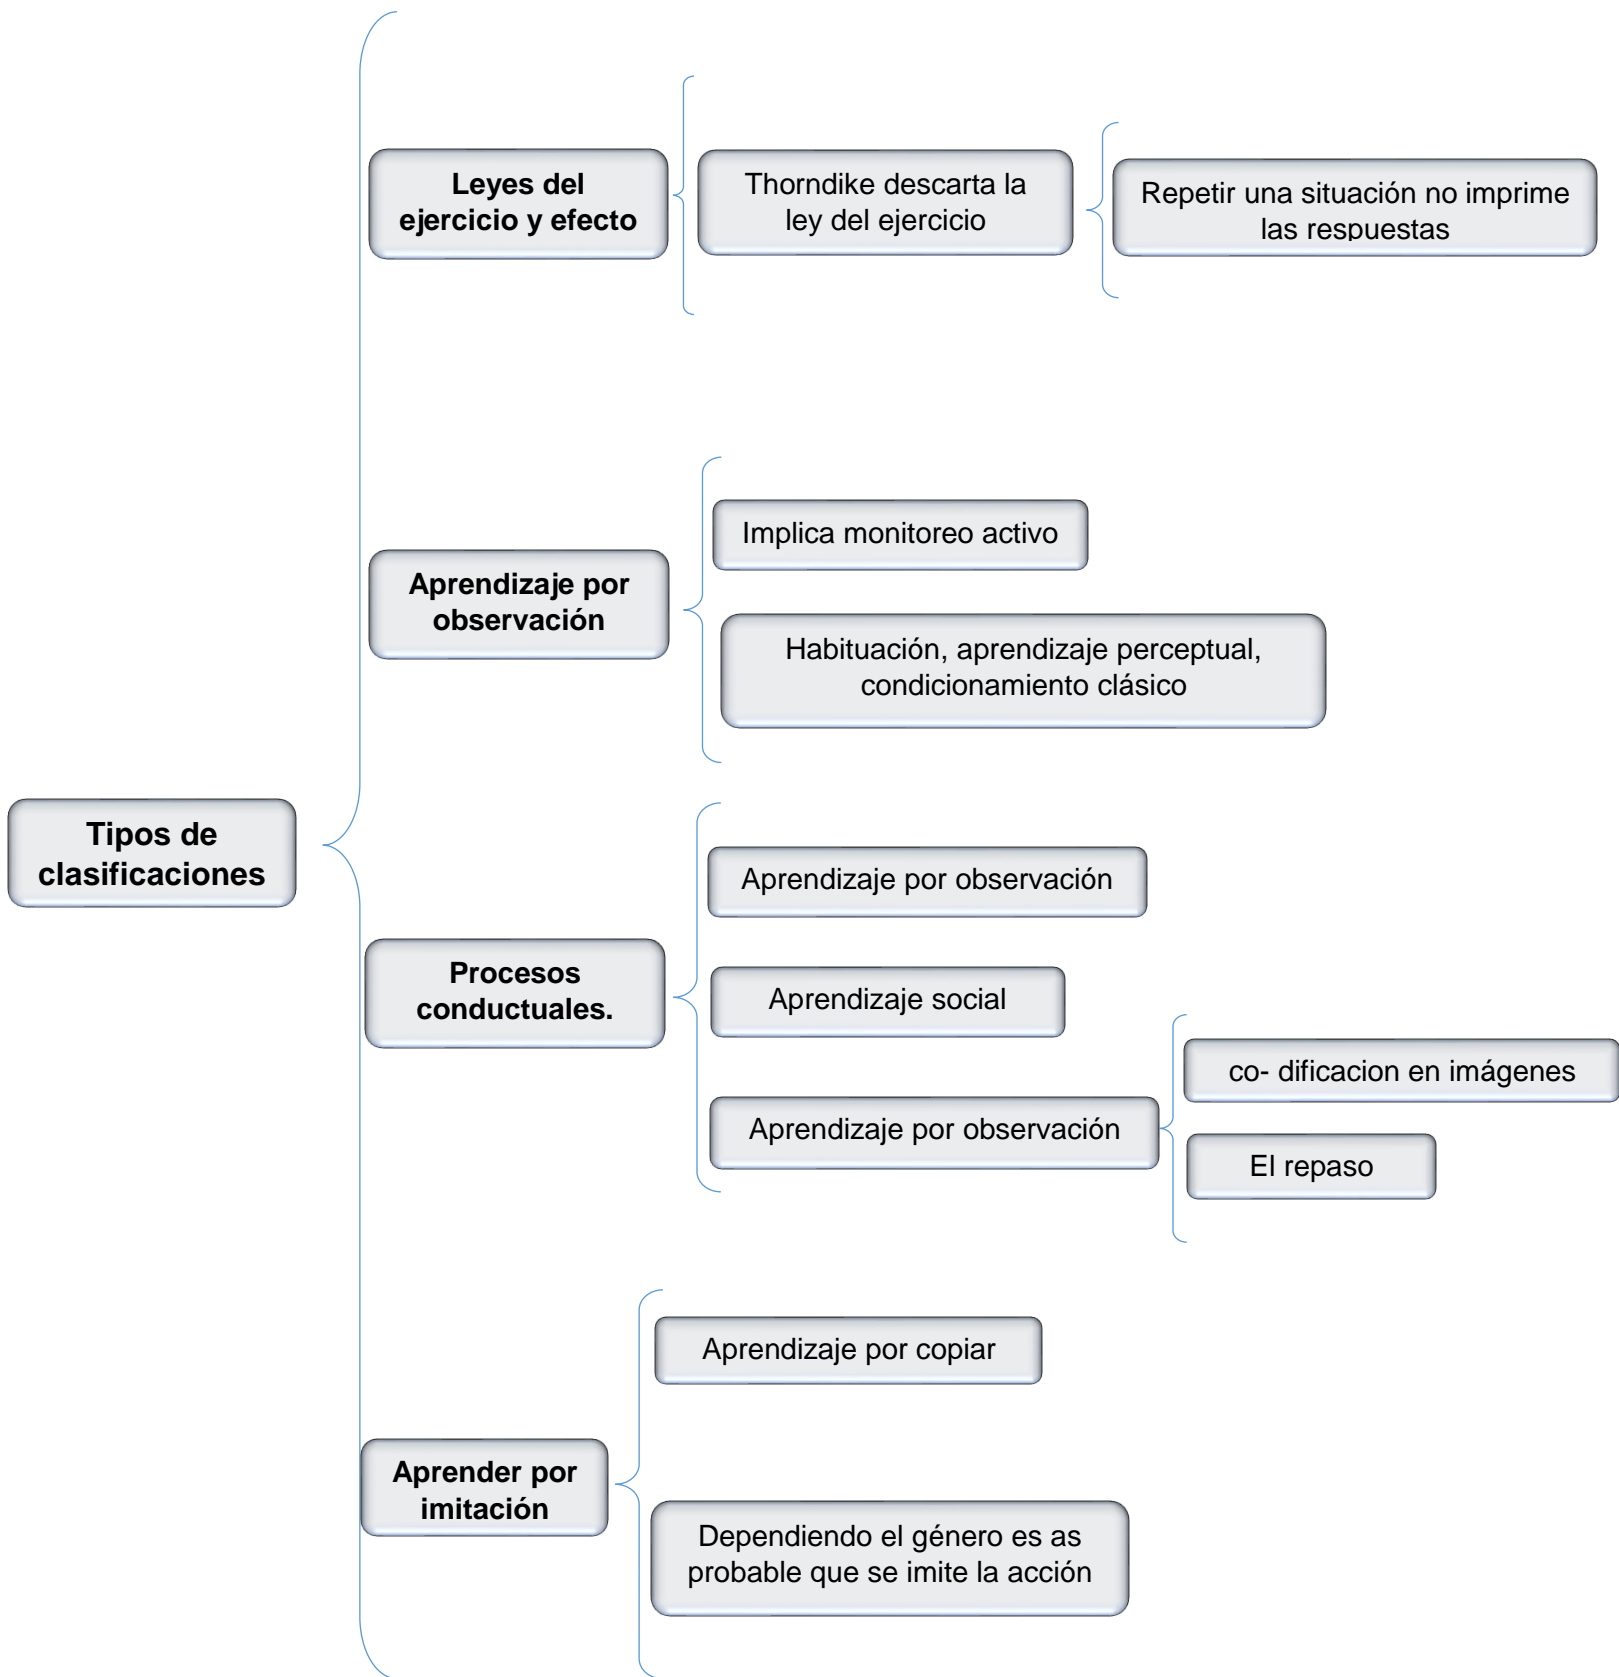 Leyes del
ejercicio y efecto
Thorndike descarta la
ley del ejercicio
Repetir una situación no imprime
las respuestas
Implica monitoreo activo
Aprendizaje por
observación
Habituación, aprendizaje perceptual,
condicionamiento clásico
Tipos de
clasificaciones
Aprendizaje por observación
Procesos
conductuales.
Aprendizaje social
Aprendizaje por observación
co- dificacion en imágenes
El repaso
Aprendizaje por copiar
Aprender por
imitación
Dependiendo el género es as
probable que se imite la acción